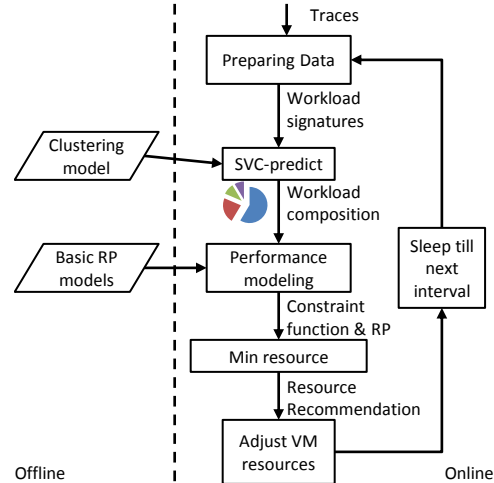 Traces
Preparing Data
Workload
signatures
Clustering
model
SVC-predict
Workload
composition
Basic RP
models
Performance
modeling
Sleep till
next
interval
Constraint
function & RP
Min resource
Resource
Recommendation
Adjust VM
resources
Offline
Online